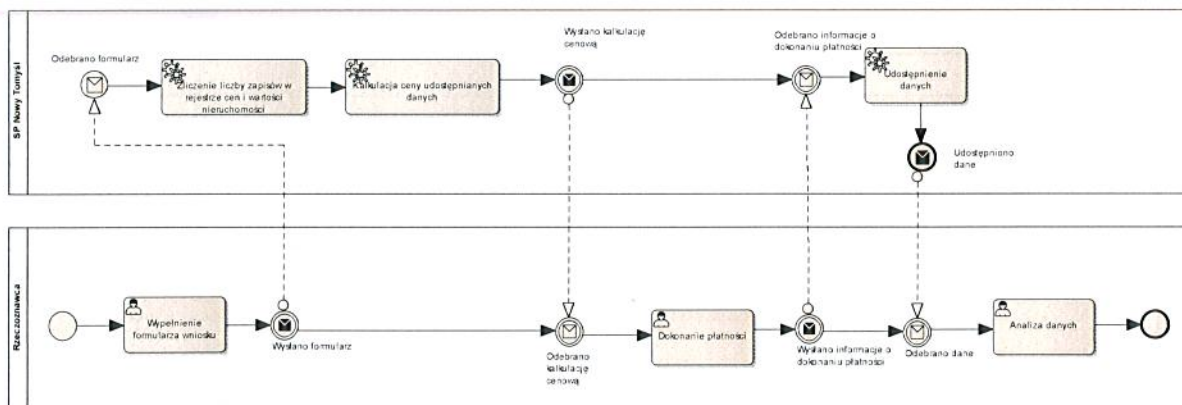 SP Nowy Tomyśl
Odebrano formularz
Zliczenie liczby zapisów w
rejestrze cen i wartości
nieruchomości
Kalkulacja ceny udostępnianych
danych
Wysłano kalkulację
cenową
Odebrano informacje o
dokonaniu płatności
Udostępnienie
danych
Udostępniono
dane
Rzeczoznawca
Wypełnienie
formularza wniosku
Wysłano formularz
Odebrano
kalkulację
cenową
Dokonanie płatności
Wysłano informacje o
dokonaniu płatności
Odebrano dane
Analiza danych